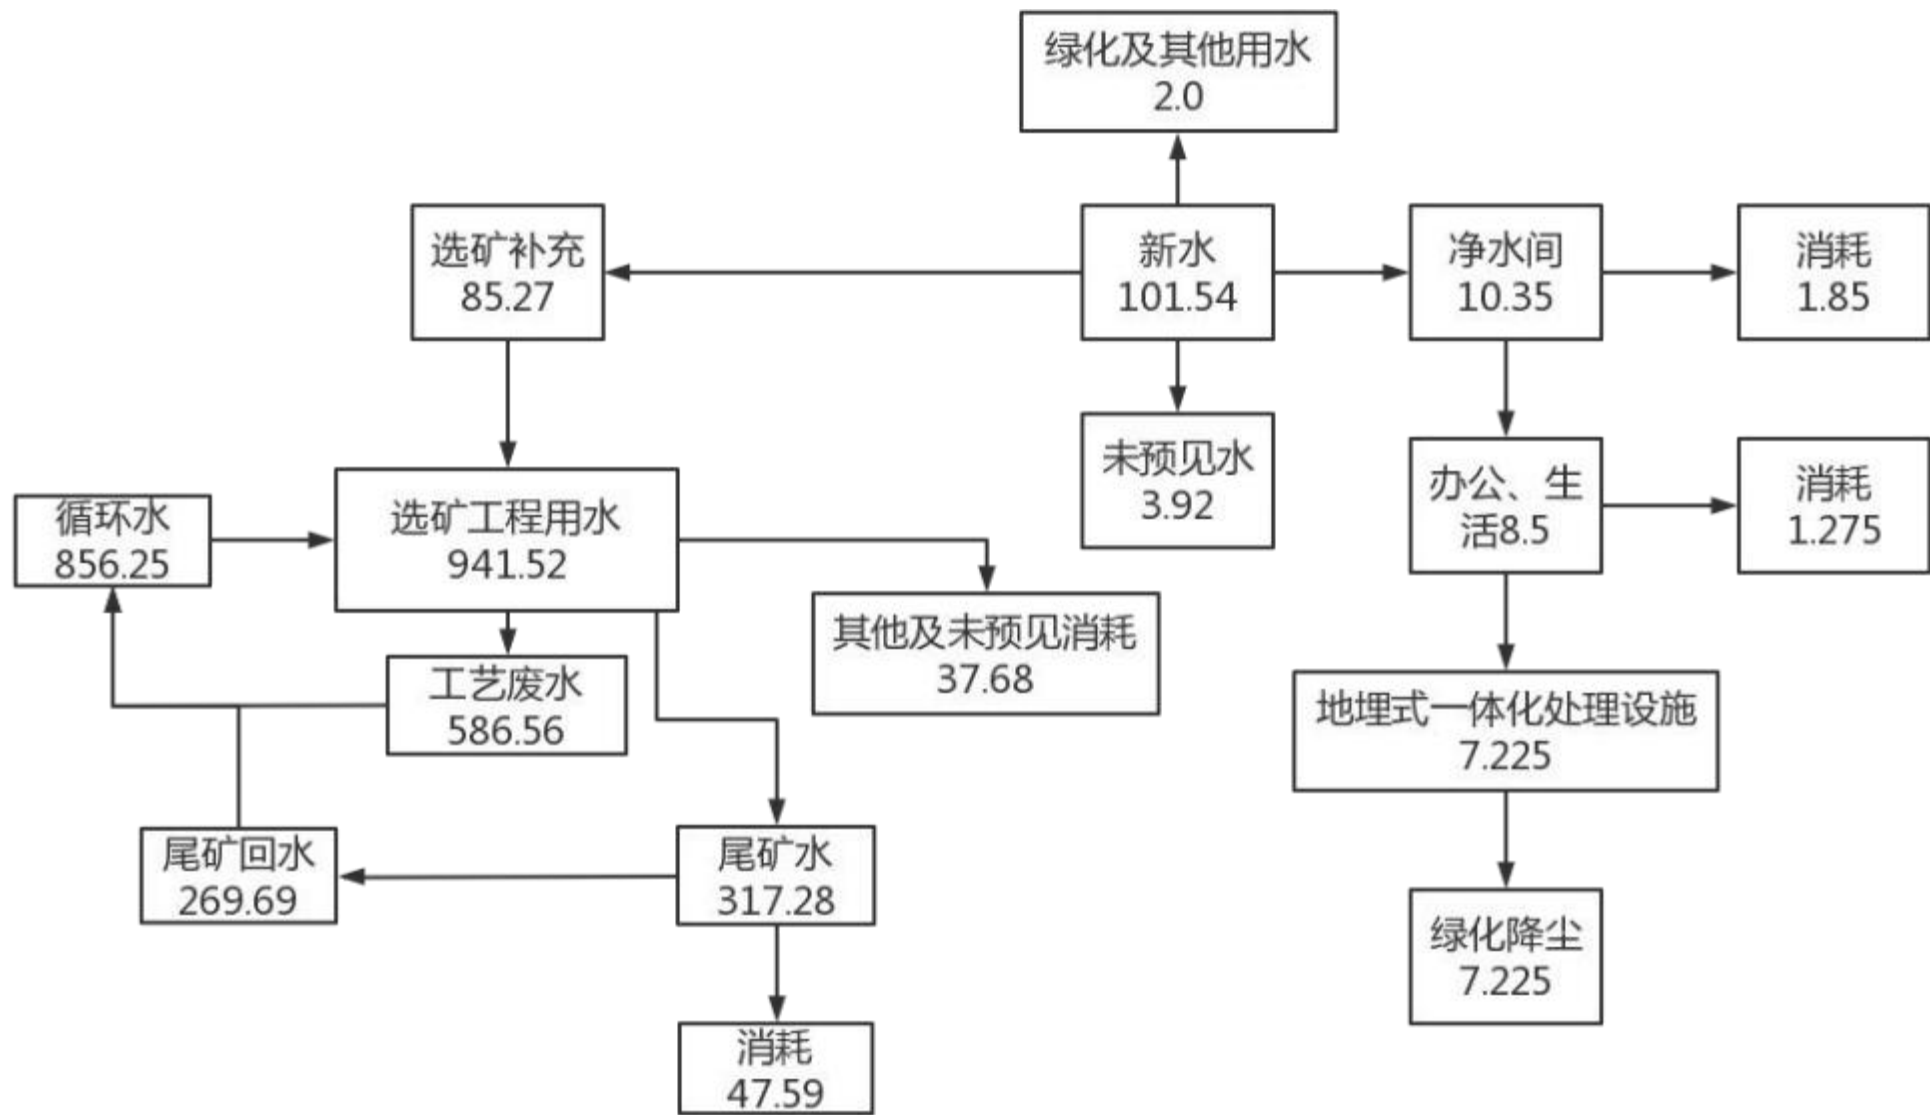 绿化及其他用水
2.0
选矿补充
85.27
新水
101.54
净水间
10.35
消耗
1.85
未预见水
3.92
办公、生
活8.5
消耗
1.275
循环水
856.25
选矿工程用水
941.52
其他及未预见消耗
37.68
工艺废水
586.56
地埋式一体化处理设施
7.225
尾矿回水
269.69
尾矿水
317.28
绿化降尘
7.225
消耗
47.59